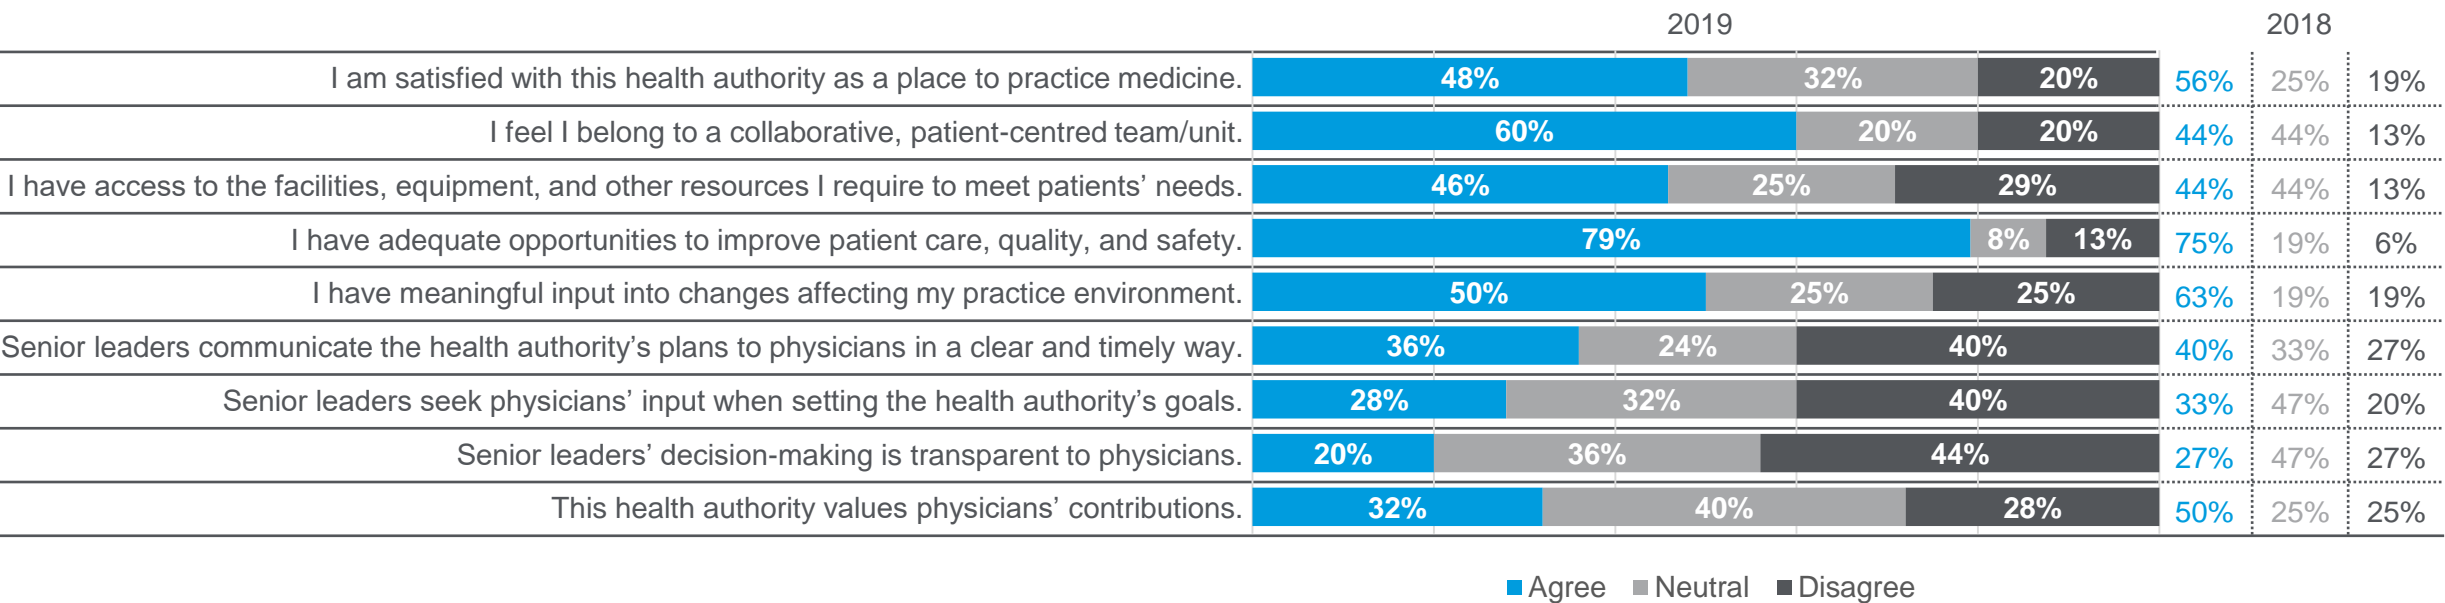 2019 2018
I am satisfied with this health authority as a place to practice medicine. 48% 32% 20% 56% 25% 19%
I feel I belong to a collaborative, patient-centred team/unit. 60% 20% 20% 44% 44% 13%
I have access to the facilities, equipment, and other resources I require to meet patients’ needs. 46% 25% 29% 44% 44% 13%
I have adequate opportunities to improve patient care, quality, and safety. 79% 8% 13% 75% 19% 6%
I have meaningful input into changes affecting my practice environment. 50% 25% 25% 63% 19% 19%
Senior leaders communicate the health authority’s plans to physicians in a clear and timely way. 36% 24% 40% 40% 33% 27%
Senior leaders seek physicians’ input when setting the health authority’s goals. 28% 32% 40% 33% 47% 20%
Senior leaders’ decision-making is transparent to physicians. 20% 36% 44% 27% 47% 27%
This health authority values physicians’ contributions. 32% 40% 28% 50% 25% 25%
Agree Neutral Disagree